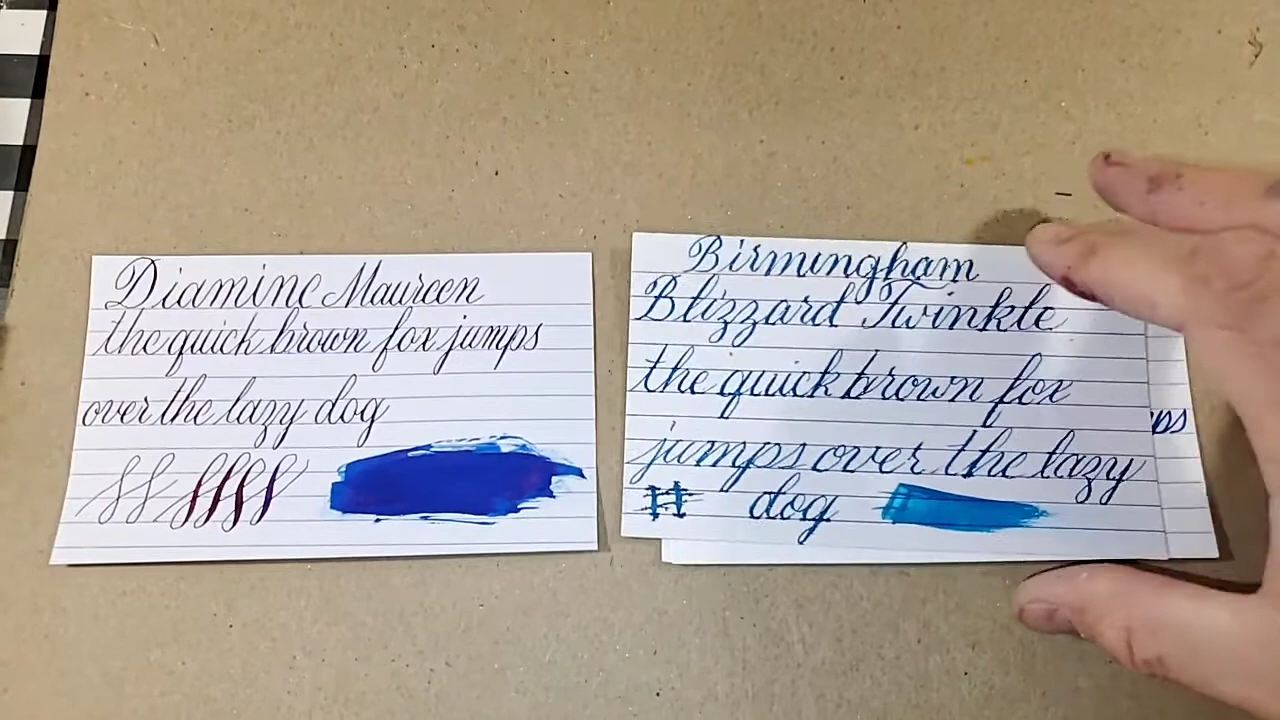 Diamine Maureen
the quick brown fox jumps
over the lazy dog
Birmingham
Blizzard Twinkle
the quick brown fox
jumps over the lazy
dog